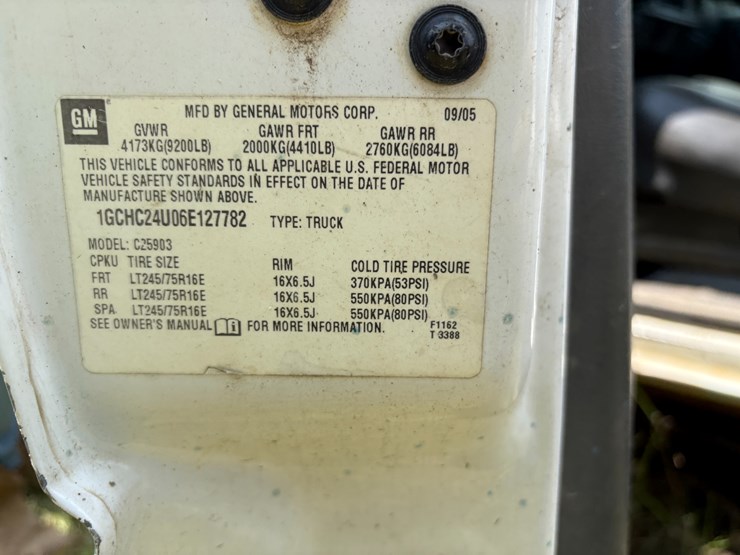 GM
MFD BY GENERAL MOTORS CORP. 09/05
GVWR GAWR FRT GAWR RR
4173KG(9200LB) 2000KG(4410LB) 2760KG(6084LB)
THIS VEHICLE CONFORMS TO ALL APPLICABLE U.S. FEDERAL MOTOR
VEHICLE SAFETY STANDARDS IN EFFECT ON THE DATE OF
MANUFACTURE SHOWN ABOVE.
1GCHC24U06E127782 TYPE: TRUCK
MODEL: C25903
CPKU TIRE SIZE RIM COLD TIRE PRESSURE
FRT LT245/75R16E 16X6.5J 370KPA(53PSI)
RR LT245/75R16E 16X6.5J 550KPA(80PSI)
SPA LT245/75R16E 16X6.5J 550KPA(80PSI)
SEE OWNER'S MANUAL i FOR MORE INFORMATION. F1162
T 3388